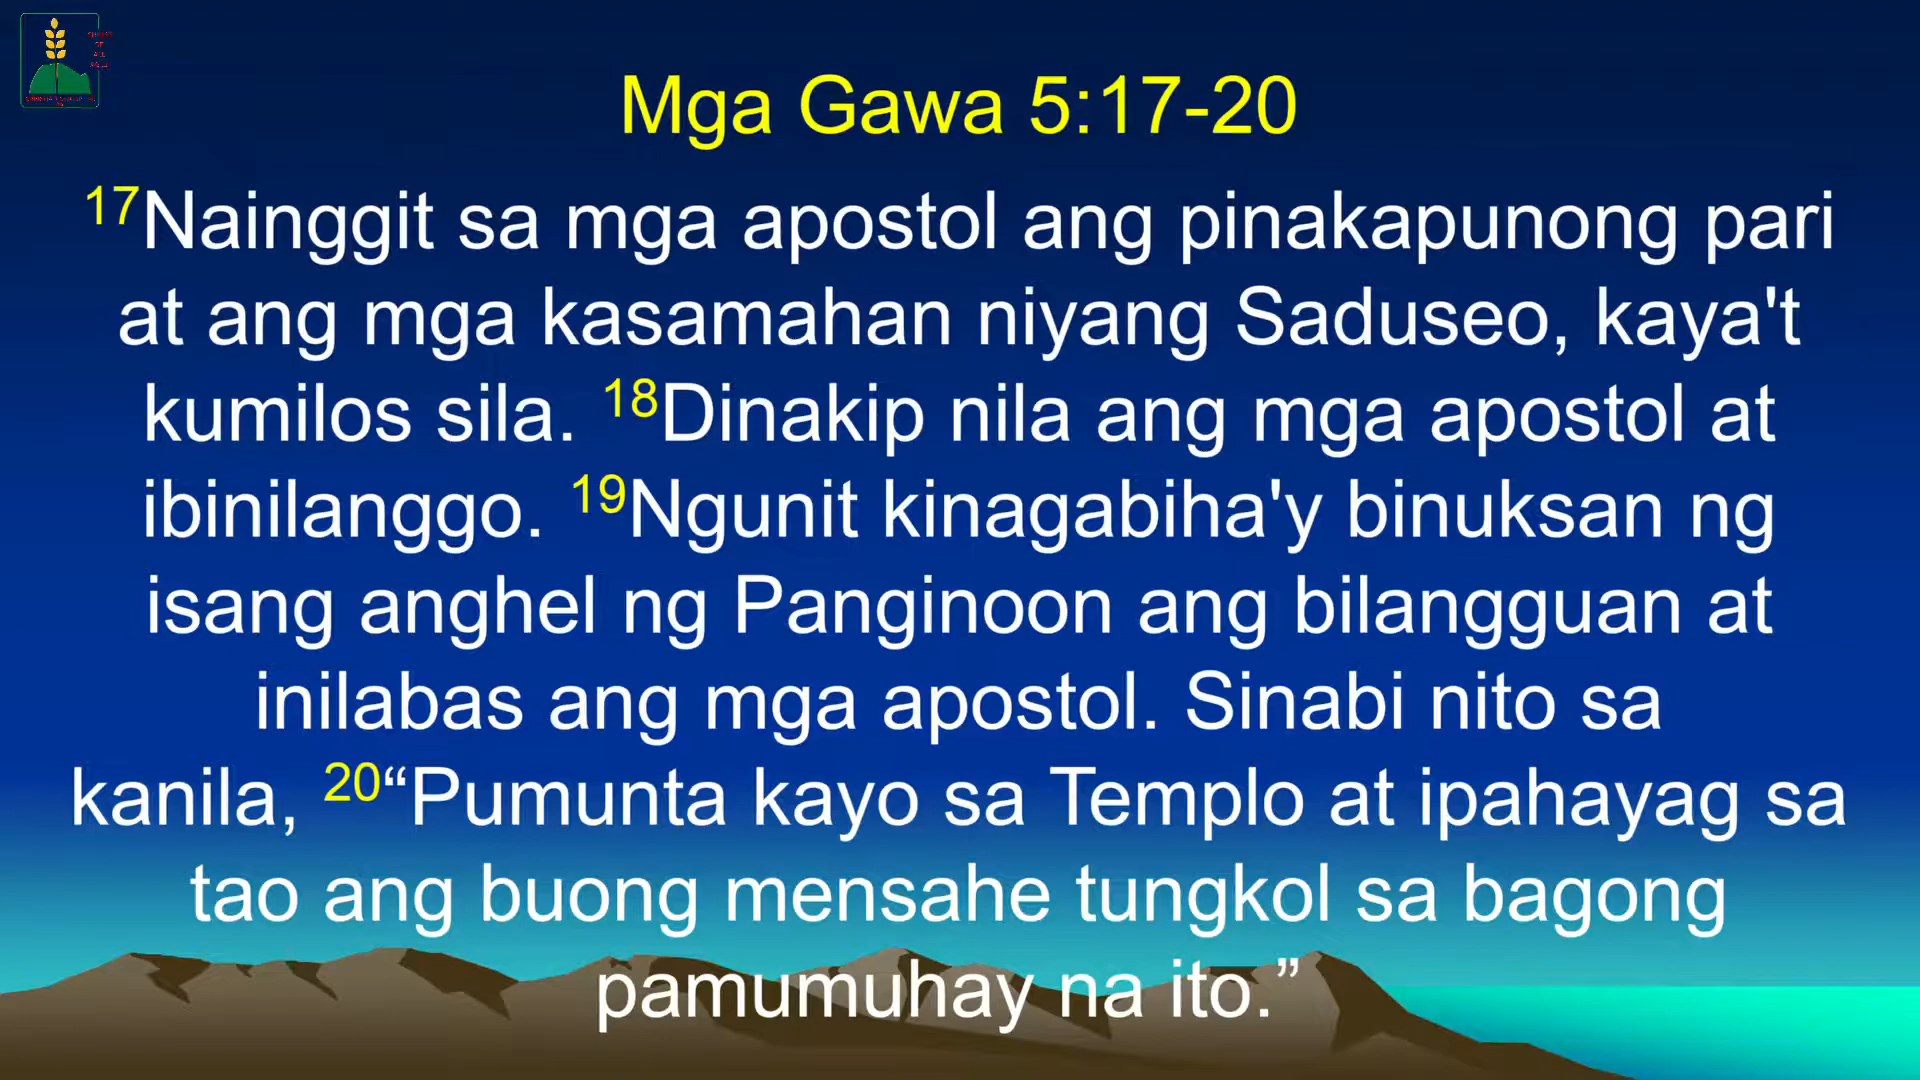 Mga Gawa 5:17-20
17Nainggit sa mga apostol ang pinakapunong pari
at ang mga kasamahan niyang Saduseo, kaya't
kumilos sila. 18Dinakip nila ang mga apostol at
ibinilanggo. 19Ngunit kinagabiha'y binuksan ng
isang anghel ng Panginoon ang bilangguan at
inilabas ang mga apostol. Sinabi nito sa
kanila, 20“Pumunta kayo sa Templo at ipahayag sa
tao ang buong mensahe tungkol sa bagong
pamumuhay na ito.”